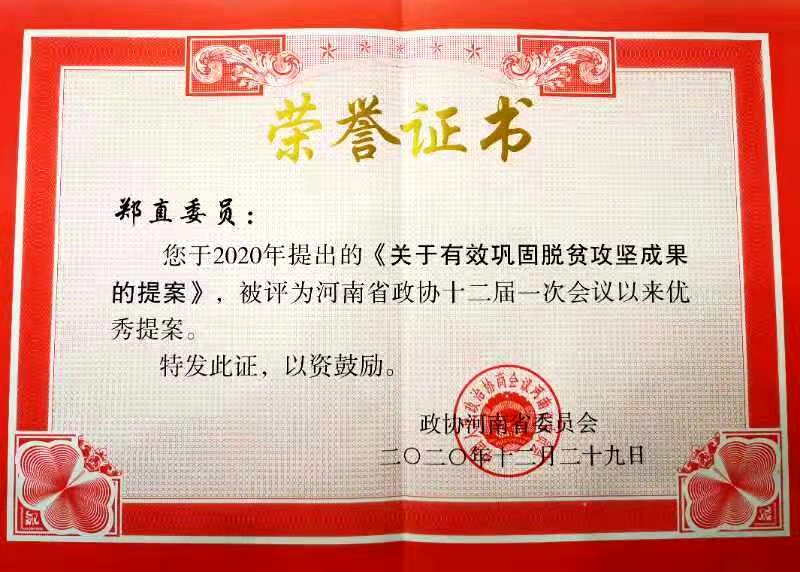 荣誉证书
郑直委员：
您于2020年提出的《关于有效巩固脱贫攻坚成果
的提案》，被评为河南省政协十二届一次会议以来优
秀提案。
特发此证，以资鼓励。
政协河南省委员会
二〇二〇年十二月二十九日